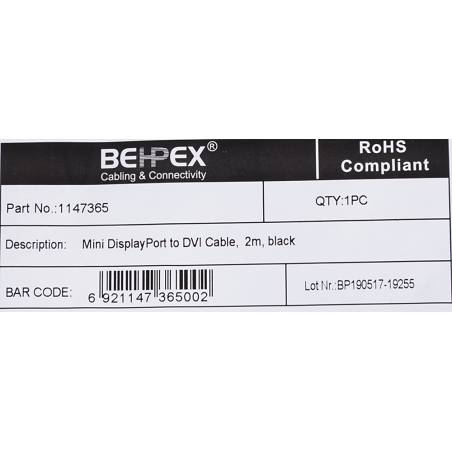 BEHPEX®
Cabling & Connectivity
RoHS
Compliant
Part No.:1147365
QTY:1PC
Description: Mini DisplayPort to DVI Cable, 2m, black
BAR CODE:
6 921147 365002
Lot Nr.:BP190517-19255